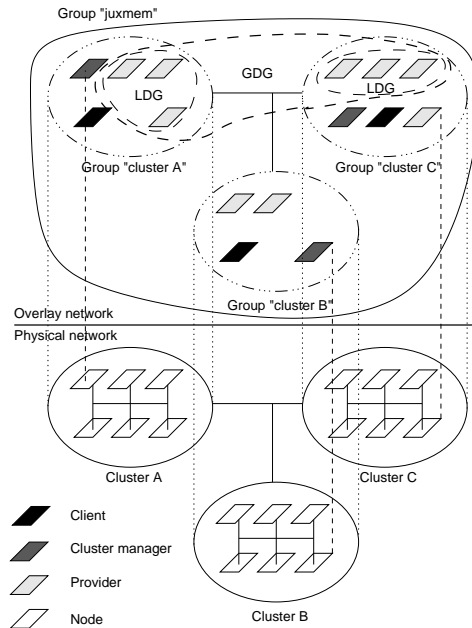 Group "juxmem"
GDG
LDG
LDG
Group "cluster A"
Group "cluster C"
Group "cluster B"
Overlay network
Physical network
Cluster A
Cluster C
Cluster B
Client
Cluster manager
Provider
Node